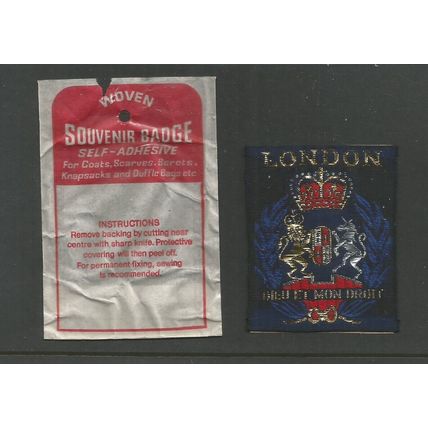 WOVEN
SOUVENIR BADGE
SELF-ADHESIVE
For Coats, Scarves, Berets,
Knapsacks and Duffle Bags etc
INSTRUCTIONS
Remove backing by cutting near
centre with sharp knife. Protective
covering will then peel off.
For permanent fixing, sewing
is recommended.
LONDON
DIEU ET MON DROIT